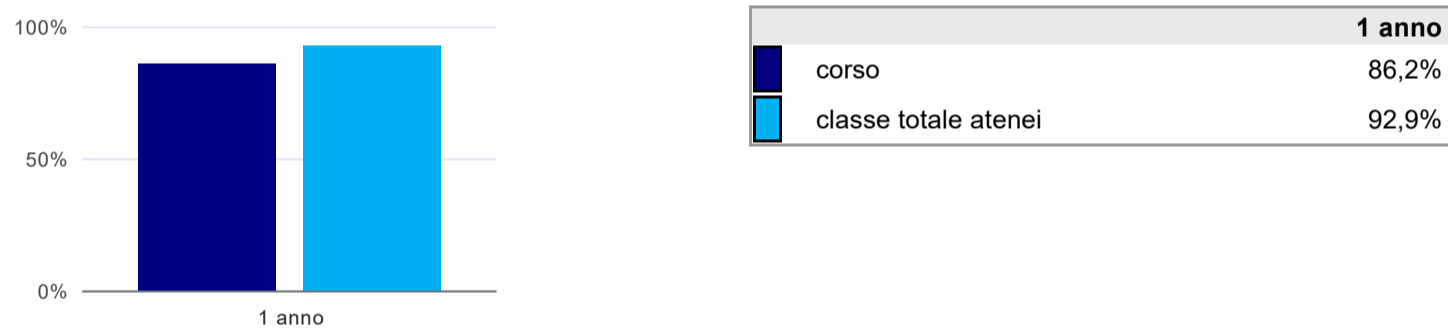 100%
50%
0%
1 anno
1 anno
corso 86,2%
classe totale atenei 92,9%